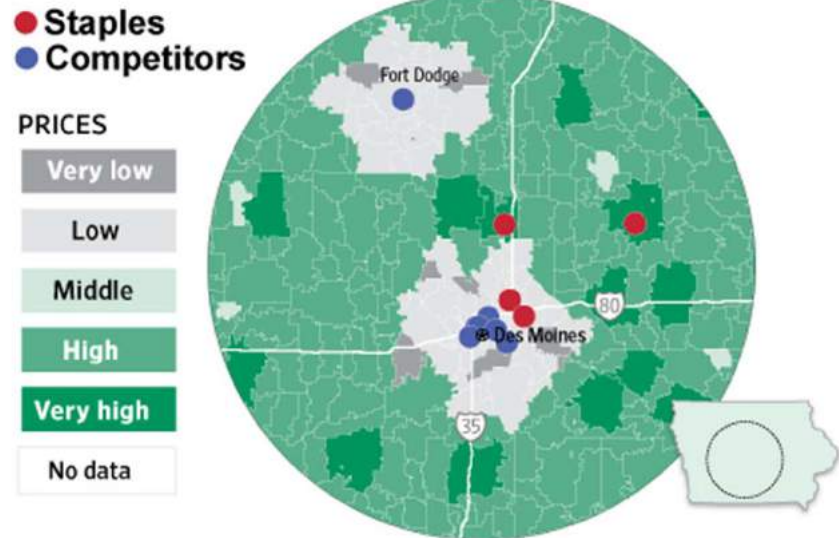 Staples
Competitors
PRICES
Very low
Low
Middle
High
Very high
No data
Fort Dodge
80
Des Moines
35